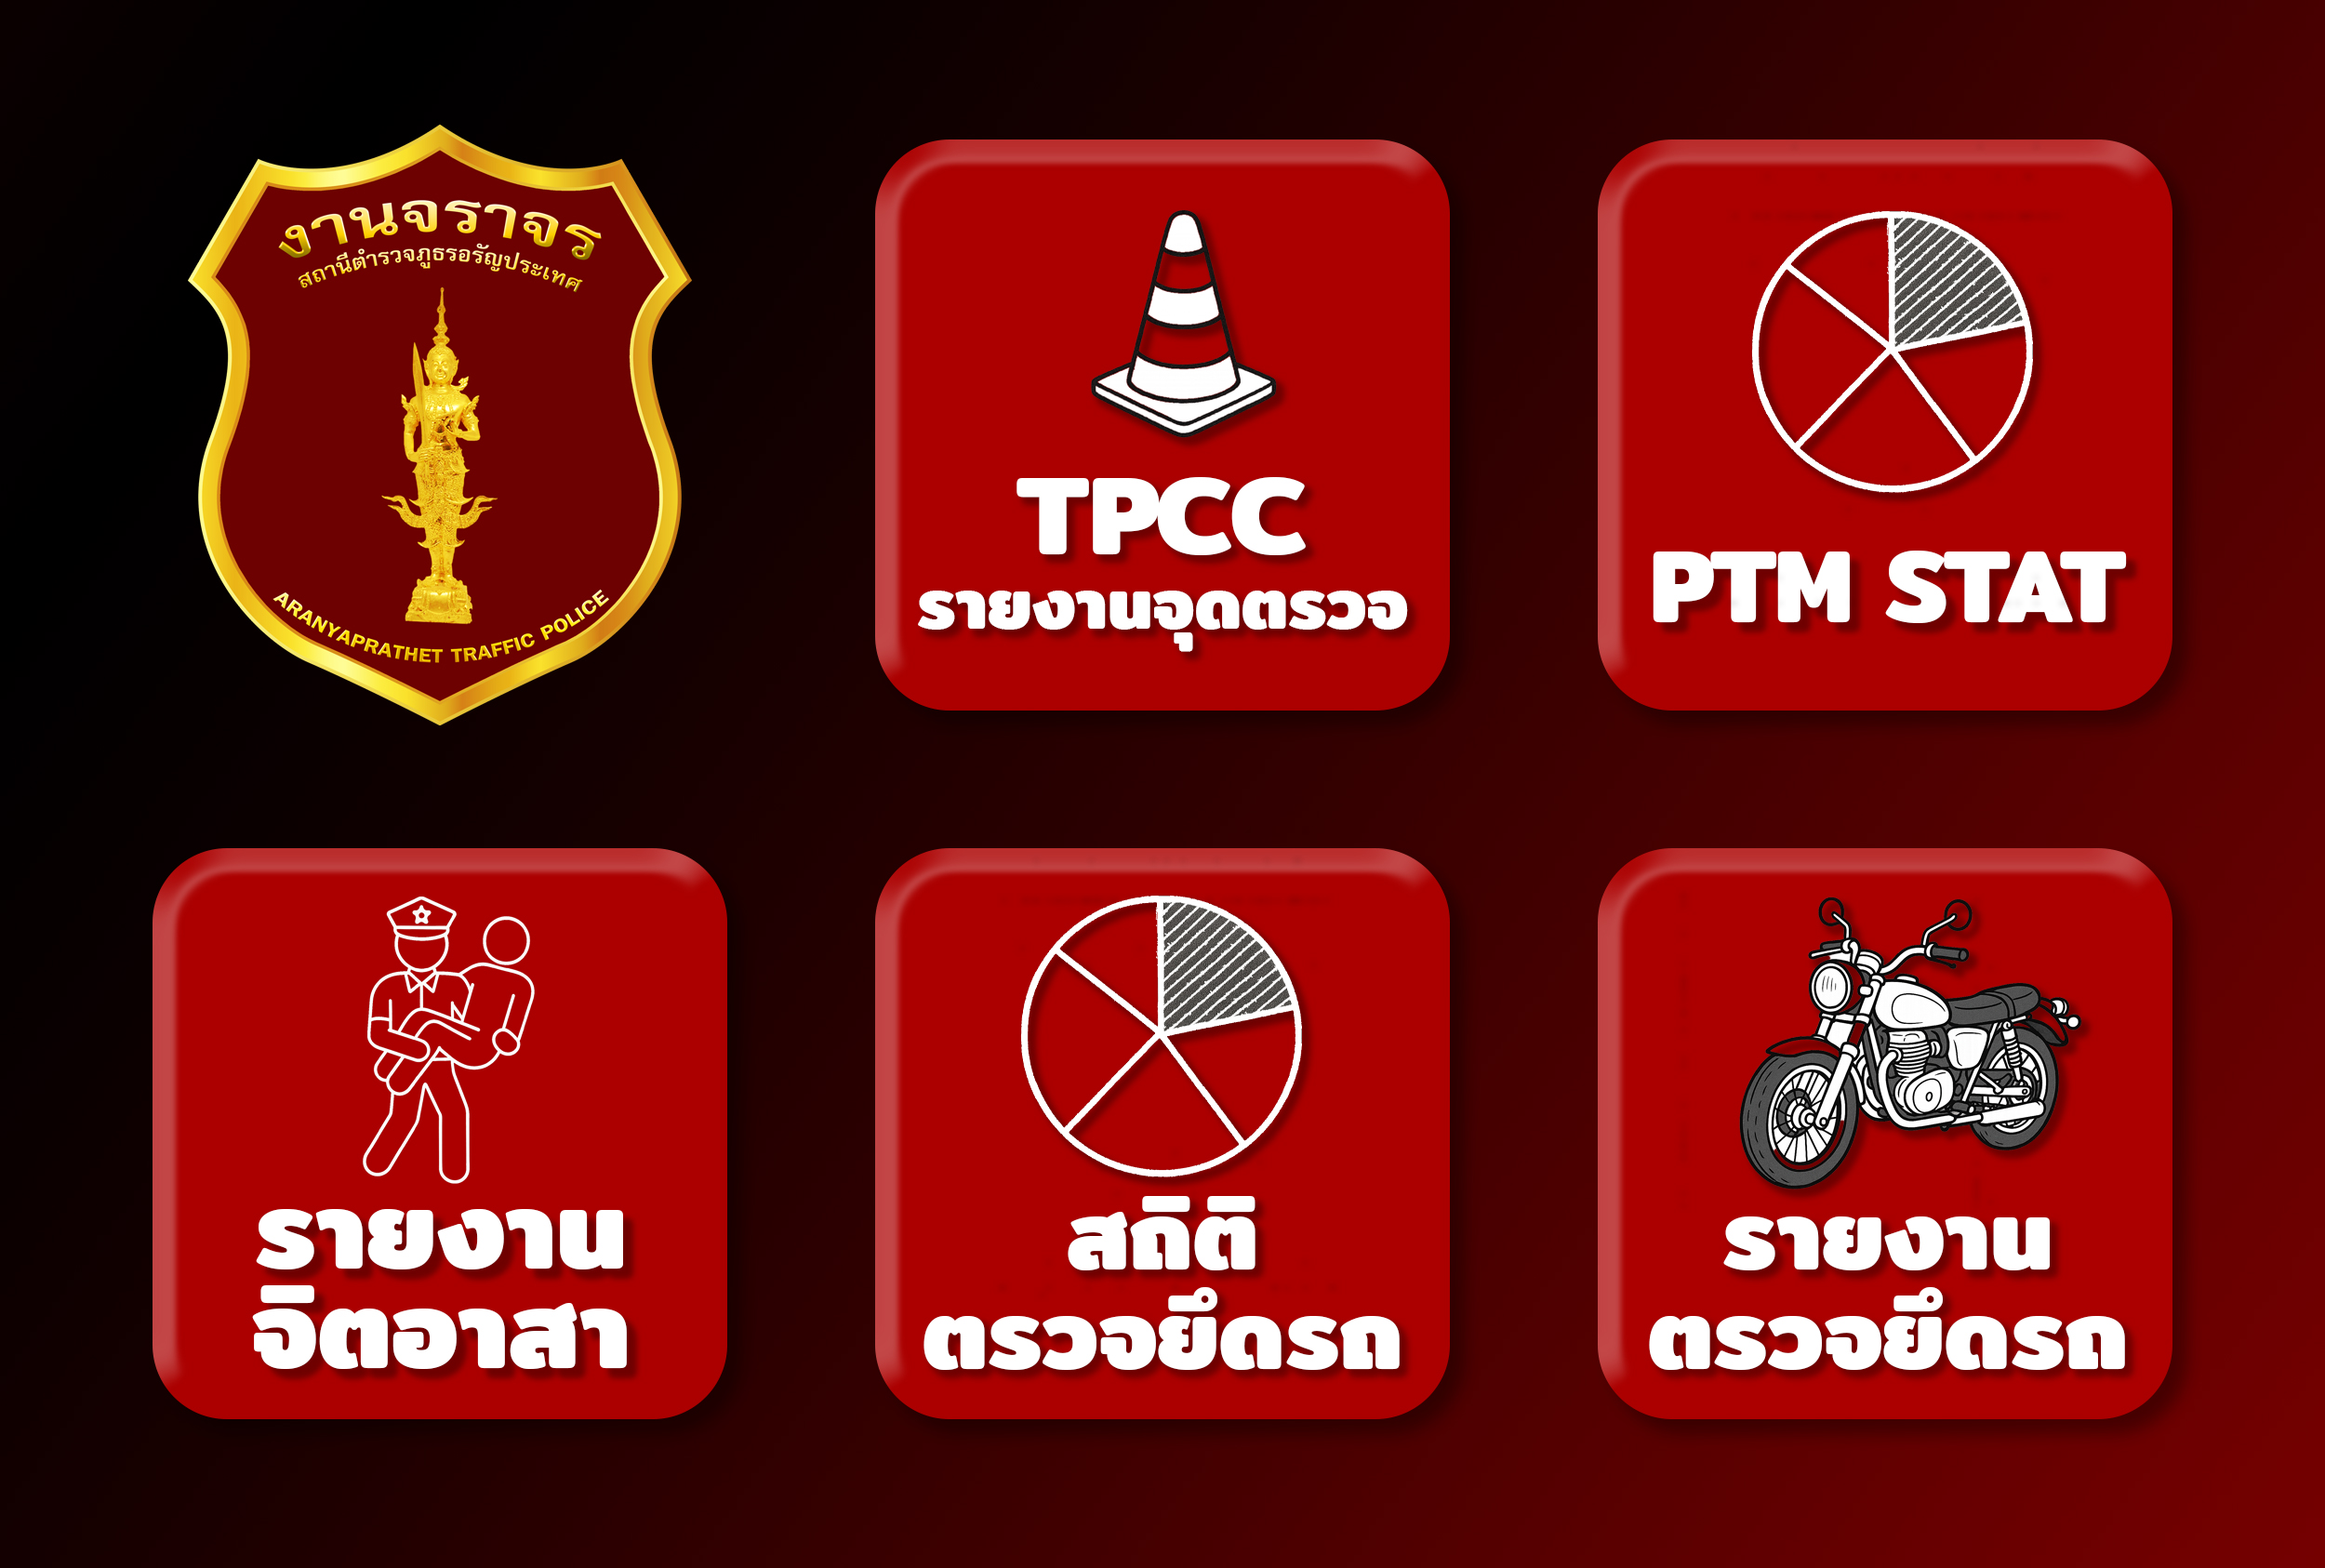 งานจราจร
สถานีตำรวจภูธรอรัญประเทศ
ARANYAPRATHET TRAFFIC POLICE
TPCC
รายงานจุดตรวจ
PTM STAT
รายงาน
จิตอาสา
สถิติ
ตรวจยึดรถ
รายงาน
ตรวจยึดรถ